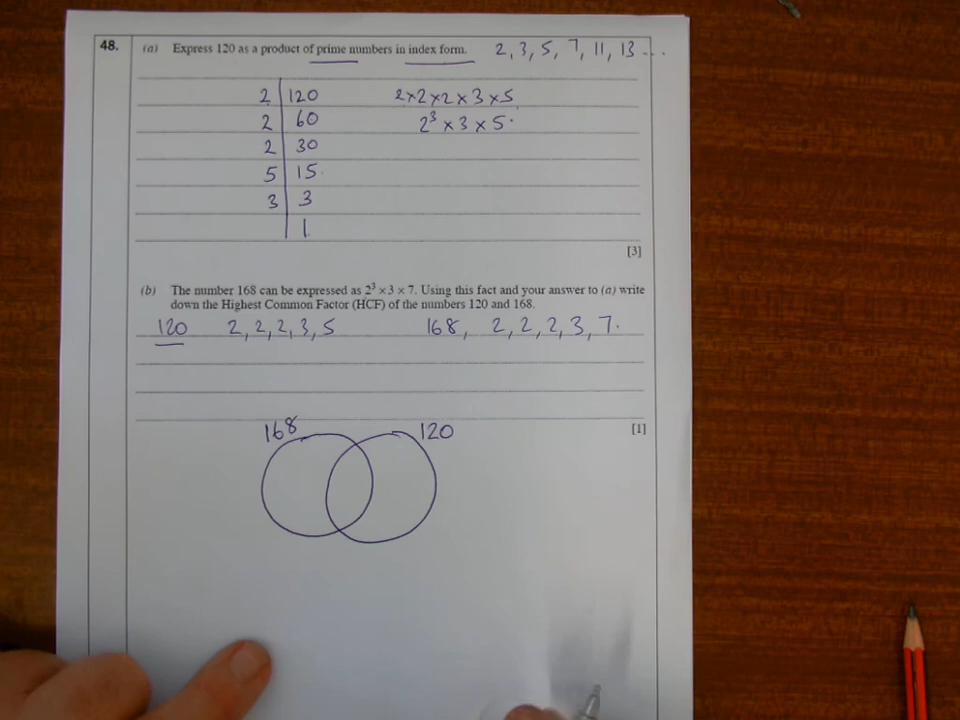 48. (a) Express 120 as a product of prime numbers in index form. 2, 3, 5, 7, 11, 13 ...
2 | 120 2×2×2×3×5
2 | 60 2³×3×5.
2 | 30
5 | 15
3 | 3
| 1
[3]
(b) The number 168 can be expressed as 2³ × 3 × 7. Using this fact and your answer to (a) write
down the Highest Common Factor (HCF) of the numbers 120 and 168.
120 2, 2, 2, 3, 5 168, 2, 2, 2, 3, 7.
[1]
168 120